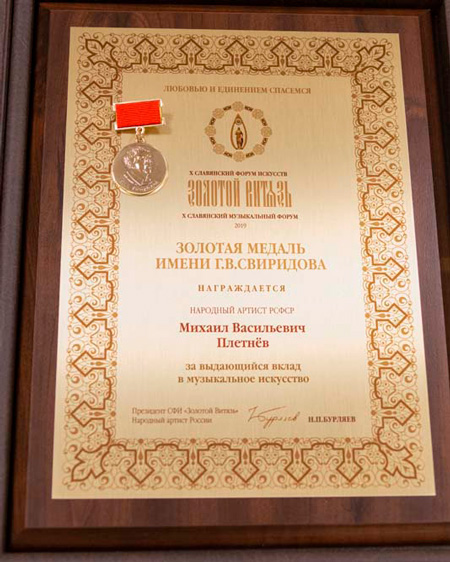 ЛЮБОВЬЮ И ЕДИНЕНИЕМ СПАСЕМСЯ
X СЛАВЯНСКИЙ ФОРУМ ИСКУССТВ
ЗОЛОТОЙ ВИТЯЗЬ
X СЛАВЯНСКИЙ МУЗЫКАЛЬНЫЙ ФОРУМ
2019
ЗОЛОТАЯ МЕДАЛЬ
ИМЕНИ Г.В.СВИРИДОВА
НАГРАЖДАЕТСЯ
НАРОДНЫЙ АРТИСТ РСФСР
Михаил Васильевич
Плетнёв
за выдающийся вклад
в музыкальное искусство
Президент СФИ «Золотой Витязь»
Народный артист России
Н.П.БУРЛЯЕВ